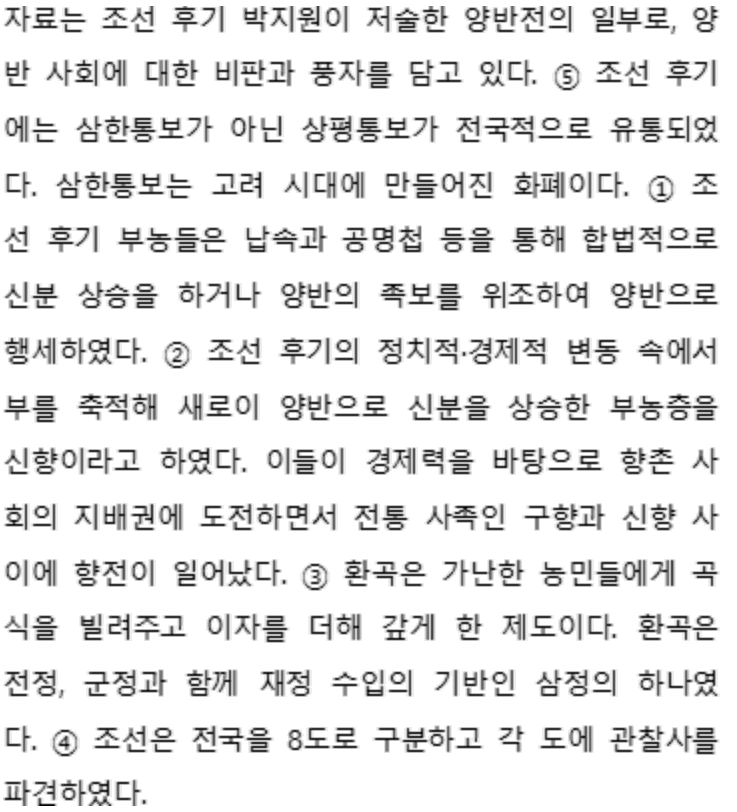 자료는 조선 후기 박지원이 저술한 양반전의 일부로, 양
반 사회에 대한 비판과 풍자를 담고 있다. ⑤ 조선 후기
에는 삼한통보가 아닌 상평통보가 전국적으로 유통되었
다. 삼한통보는 고려 시대에 만들어진 화폐이다. ① 조
선 후기 부농들은 납속과 공명첩 등을 통해 합법적으로
신분 상승을 하거나 양반의 족보를 위조하여 양반으로
행세하였다. ② 조선 후기의 정치적·경제적 변동 속에서
부를 축적해 새로이 양반으로 신분을 상승한 부농층을
신향이라고 하였다. 이들이 경제력을 바탕으로 향촌 사
회의 지배권에 도전하면서 전통 사족인 구향과 신향 사
이에 향전이 일어났다. ③ 환곡은 가난한 농민들에게 곡
식을 빌려주고 이자를 더해 갚게 한 제도이다. 환곡은
전정, 군정과 함께 재정 수입의 기반인 삼정의 하나였
다. ④ 조선은 전국을 8도로 구분하고 각 도에 관찰사를
파견하였다.